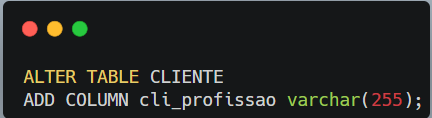 ALTER TABLE CLIENTE
ADD COLUMN cli_profissao varchar(255);